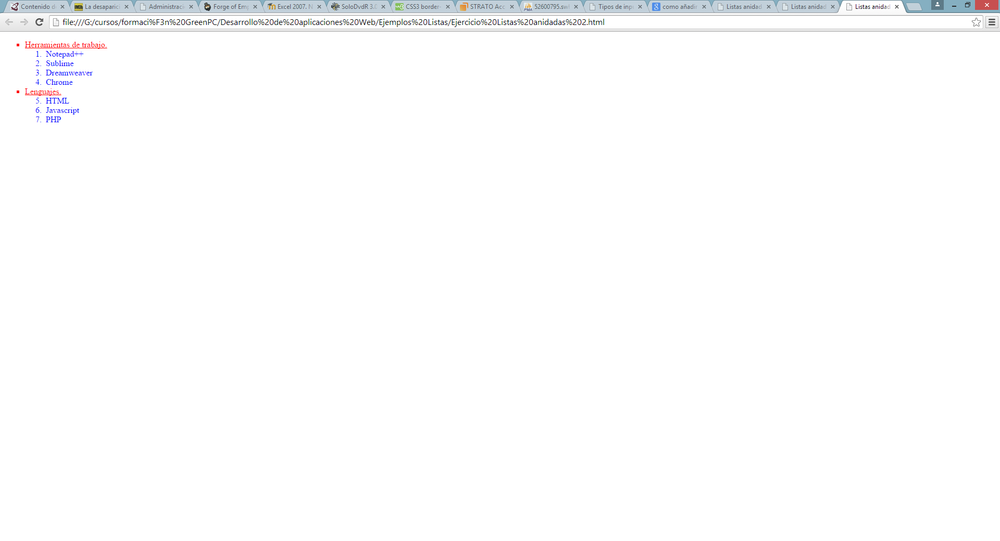 Contenido d
La desaparici
Administraci
Forge of Emp
Excel 2007. N
SoloDvdR 3.0
CSS3 border-
STRATO Acc
52600795.swl
Tipos de inpu
como añadir
Listas anidad
Listas anidad
Listas anidad
file:///G:/cursos/formaci%F3n%20GreenPC/Desarrollo%20de%20aplicaciones%20Web/Ejemplos%20Listas/Ejercicio%20Listas%20anidadas%202.html
Herramientas de trabajo.
1. Notepad++
2. Sublime
3. Dreamweaver
4. Chrome
Lenguajes.
5. HTML
6. Javascript
7. PHP